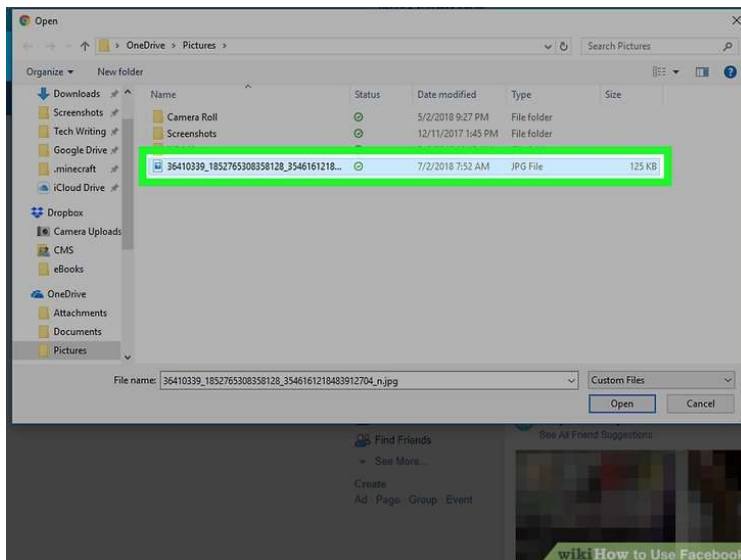 Open
OneDrive > Pictures >
Search Pictures
Organize
New folder
Name
Status
Date modified
Type
Size
Downloads
Screenshots
Tech Writing
Google Drive
.minecraft
iCloud Drive
Dropbox
Camera Uploads
CMS
eBooks
OneDrive
Attachments
Documents
Pictures
Camera Roll 5/2/2018 9:27 PM File folder
Screenshots 12/11/2017 1:45 PM File folder
36410339_1852765308358128_3546161218... 7/2/2018 7:52 AM JPG File 125 KB
File name: 36410339_1852765308358128_3546161218483912704_n.jpg
Custom Files
Open
Cancel
Find Friends
See More...
Create
Ad · Page · Group · Event
See All Friend Suggestions
wikiHow to Use Facebook